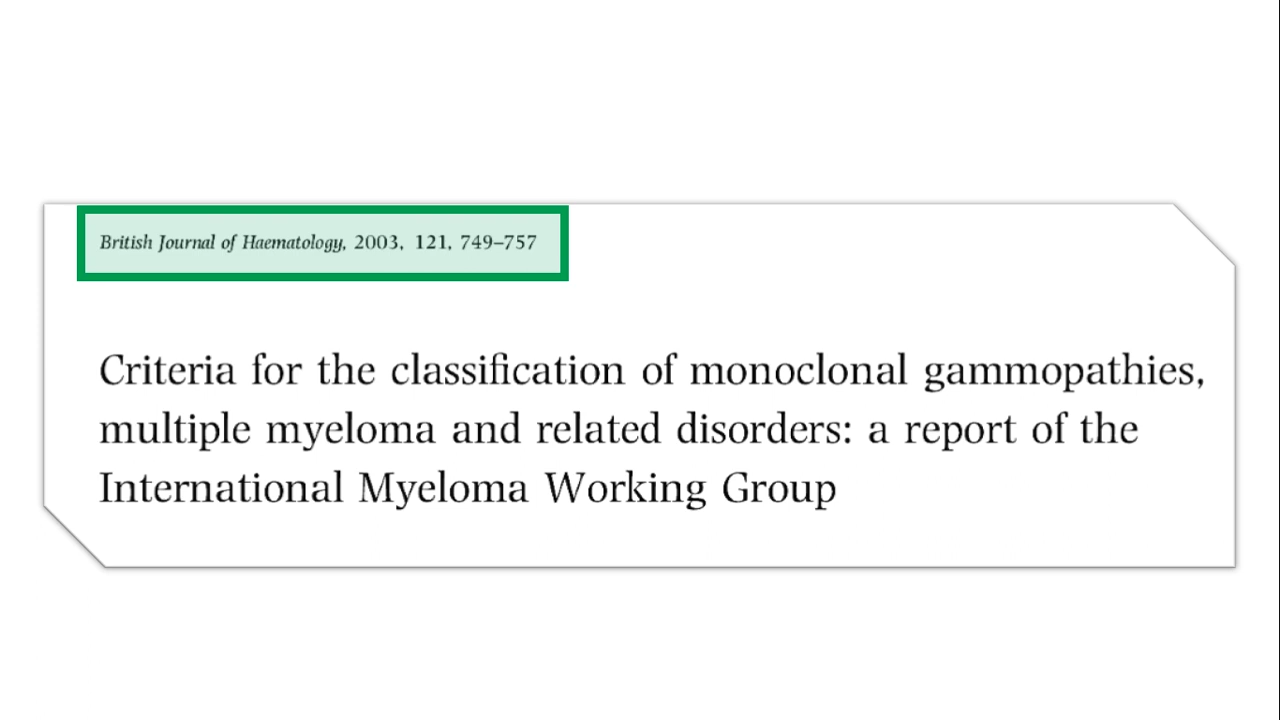 British Journal of Haematology, 2003, 121, 749–757
Criteria for the classification of monoclonal gammopathies,
multiple myeloma and related disorders: a report of the
International Myeloma Working Group